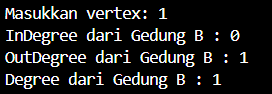 Masukkan vertex: 1
InDegree dari Gedung B : 0
OutDegree dari Gedung B : 1
Degree dari Gedung B : 1